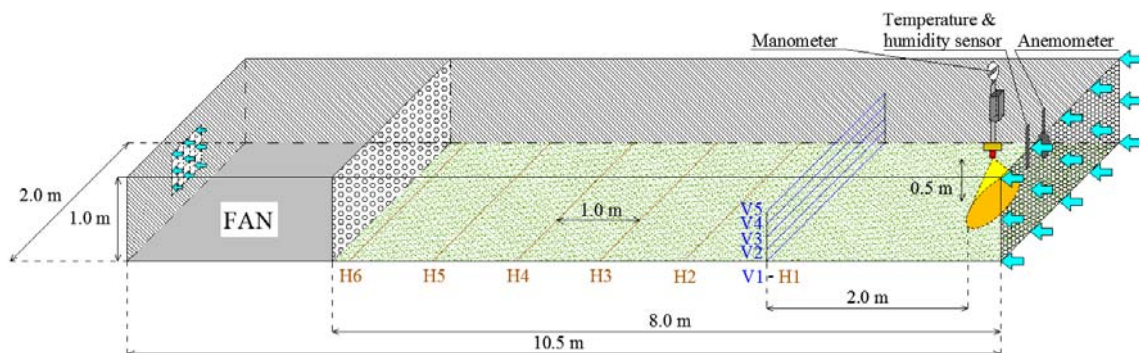 Temperature &
humidity sensor
Manometer
Anemometer
2.0 m
1.0 m
FAN
1.0 m
0.5 m
V5
V4
V3
V2
V1 - H1
H6
H5
H4
H3
H2
2.0 m
8.0 m
10.5 m